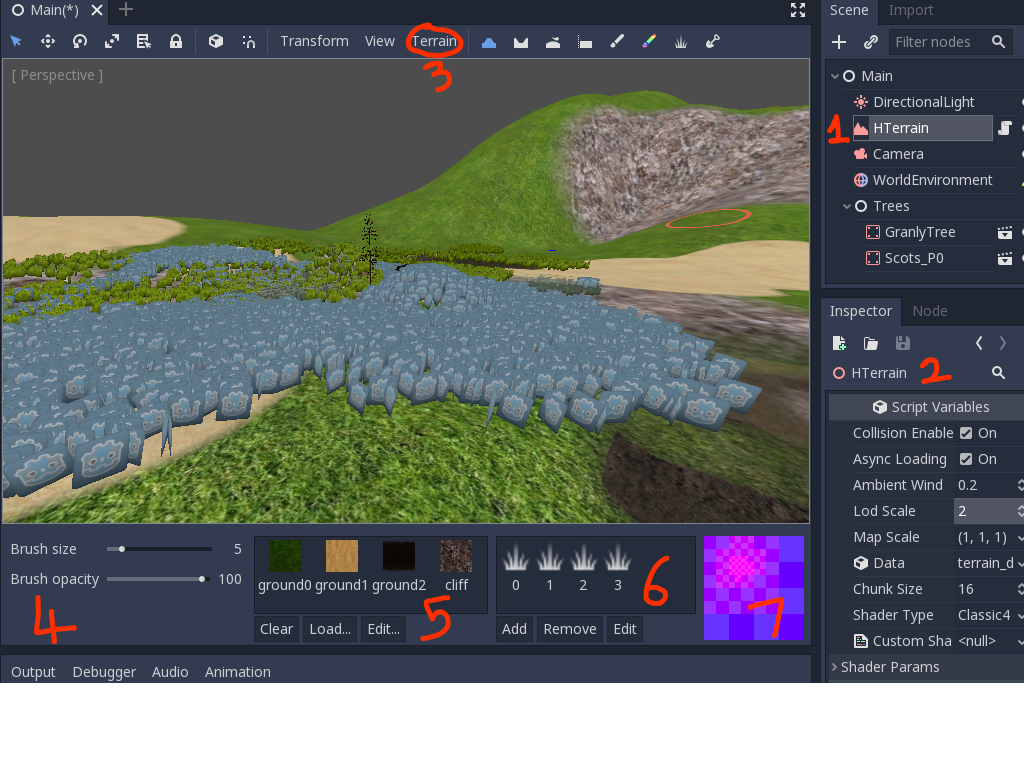 Main(*)
Transform View Terrain
3
[ Perspective ]
Scene Import
Filter nodes
Main
DirectionalLight
1 HTerrain
Camera
WorldEnvironment
Trees
GranlyTree
Scots_P0
Inspector Node
HTerrain 2
Script Variables
Collision Enable On
Async Loading On
Ambient Wind 0.2
Lod Scale 2
Map Scale (1, 1, 1)
Data terrain_d
Chunk Size 16
Shader Type Classic4
Custom Sha <null>
Shader Params
Brush size 5
Brush opacity 100
4
ground0 ground1 ground2 cliff
Clear Load... Edit... 5
0 1 2 3 6
Add Remove Edit
7
Output Debugger Audio Animation